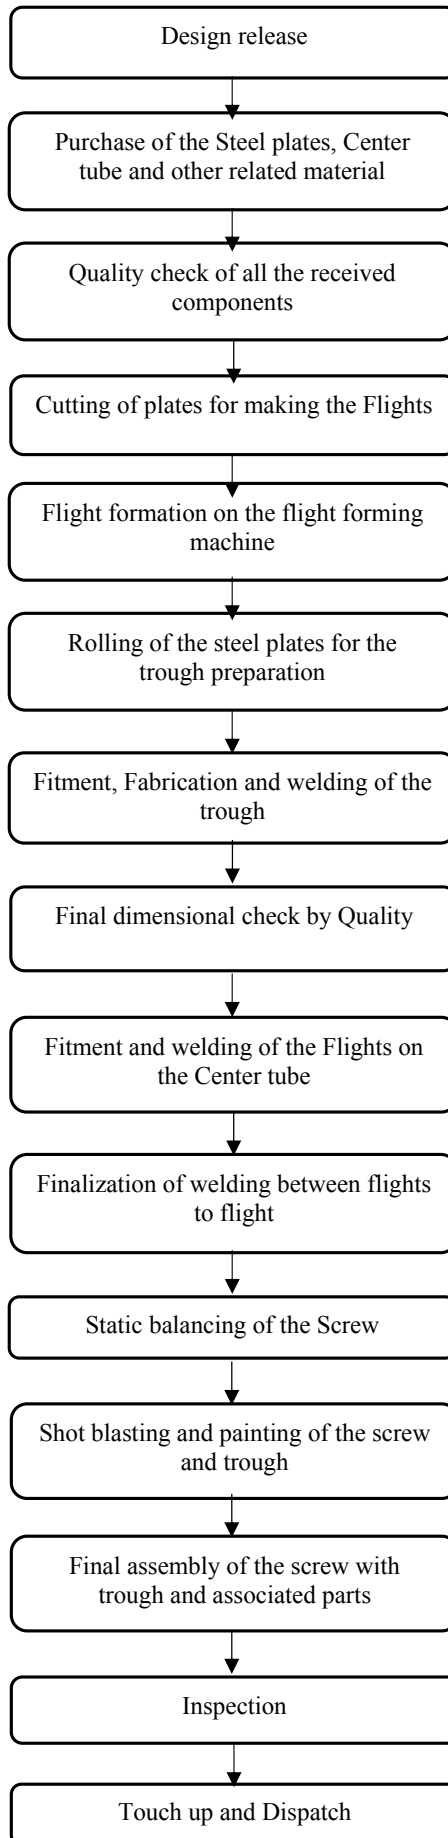 Design release
Purchase of the Steel plates, Center
tube and other related material
Quality check of all the received
components
Cutting of plates for making the Flights
Flight formation on the flight forming
machine
Rolling of the steel plates for the
trough preparation
Fitment, Fabrication and welding of the
trough
Final dimensional check by Quality
Fitment and welding of the Flights on
the Center tube
Finalization of welding between flights
to flight
Static balancing of the Screw
Shot blasting and painting of the screw
and trough
Final assembly of the screw with
trough and associated parts
Inspection
Touch up and Dispatch